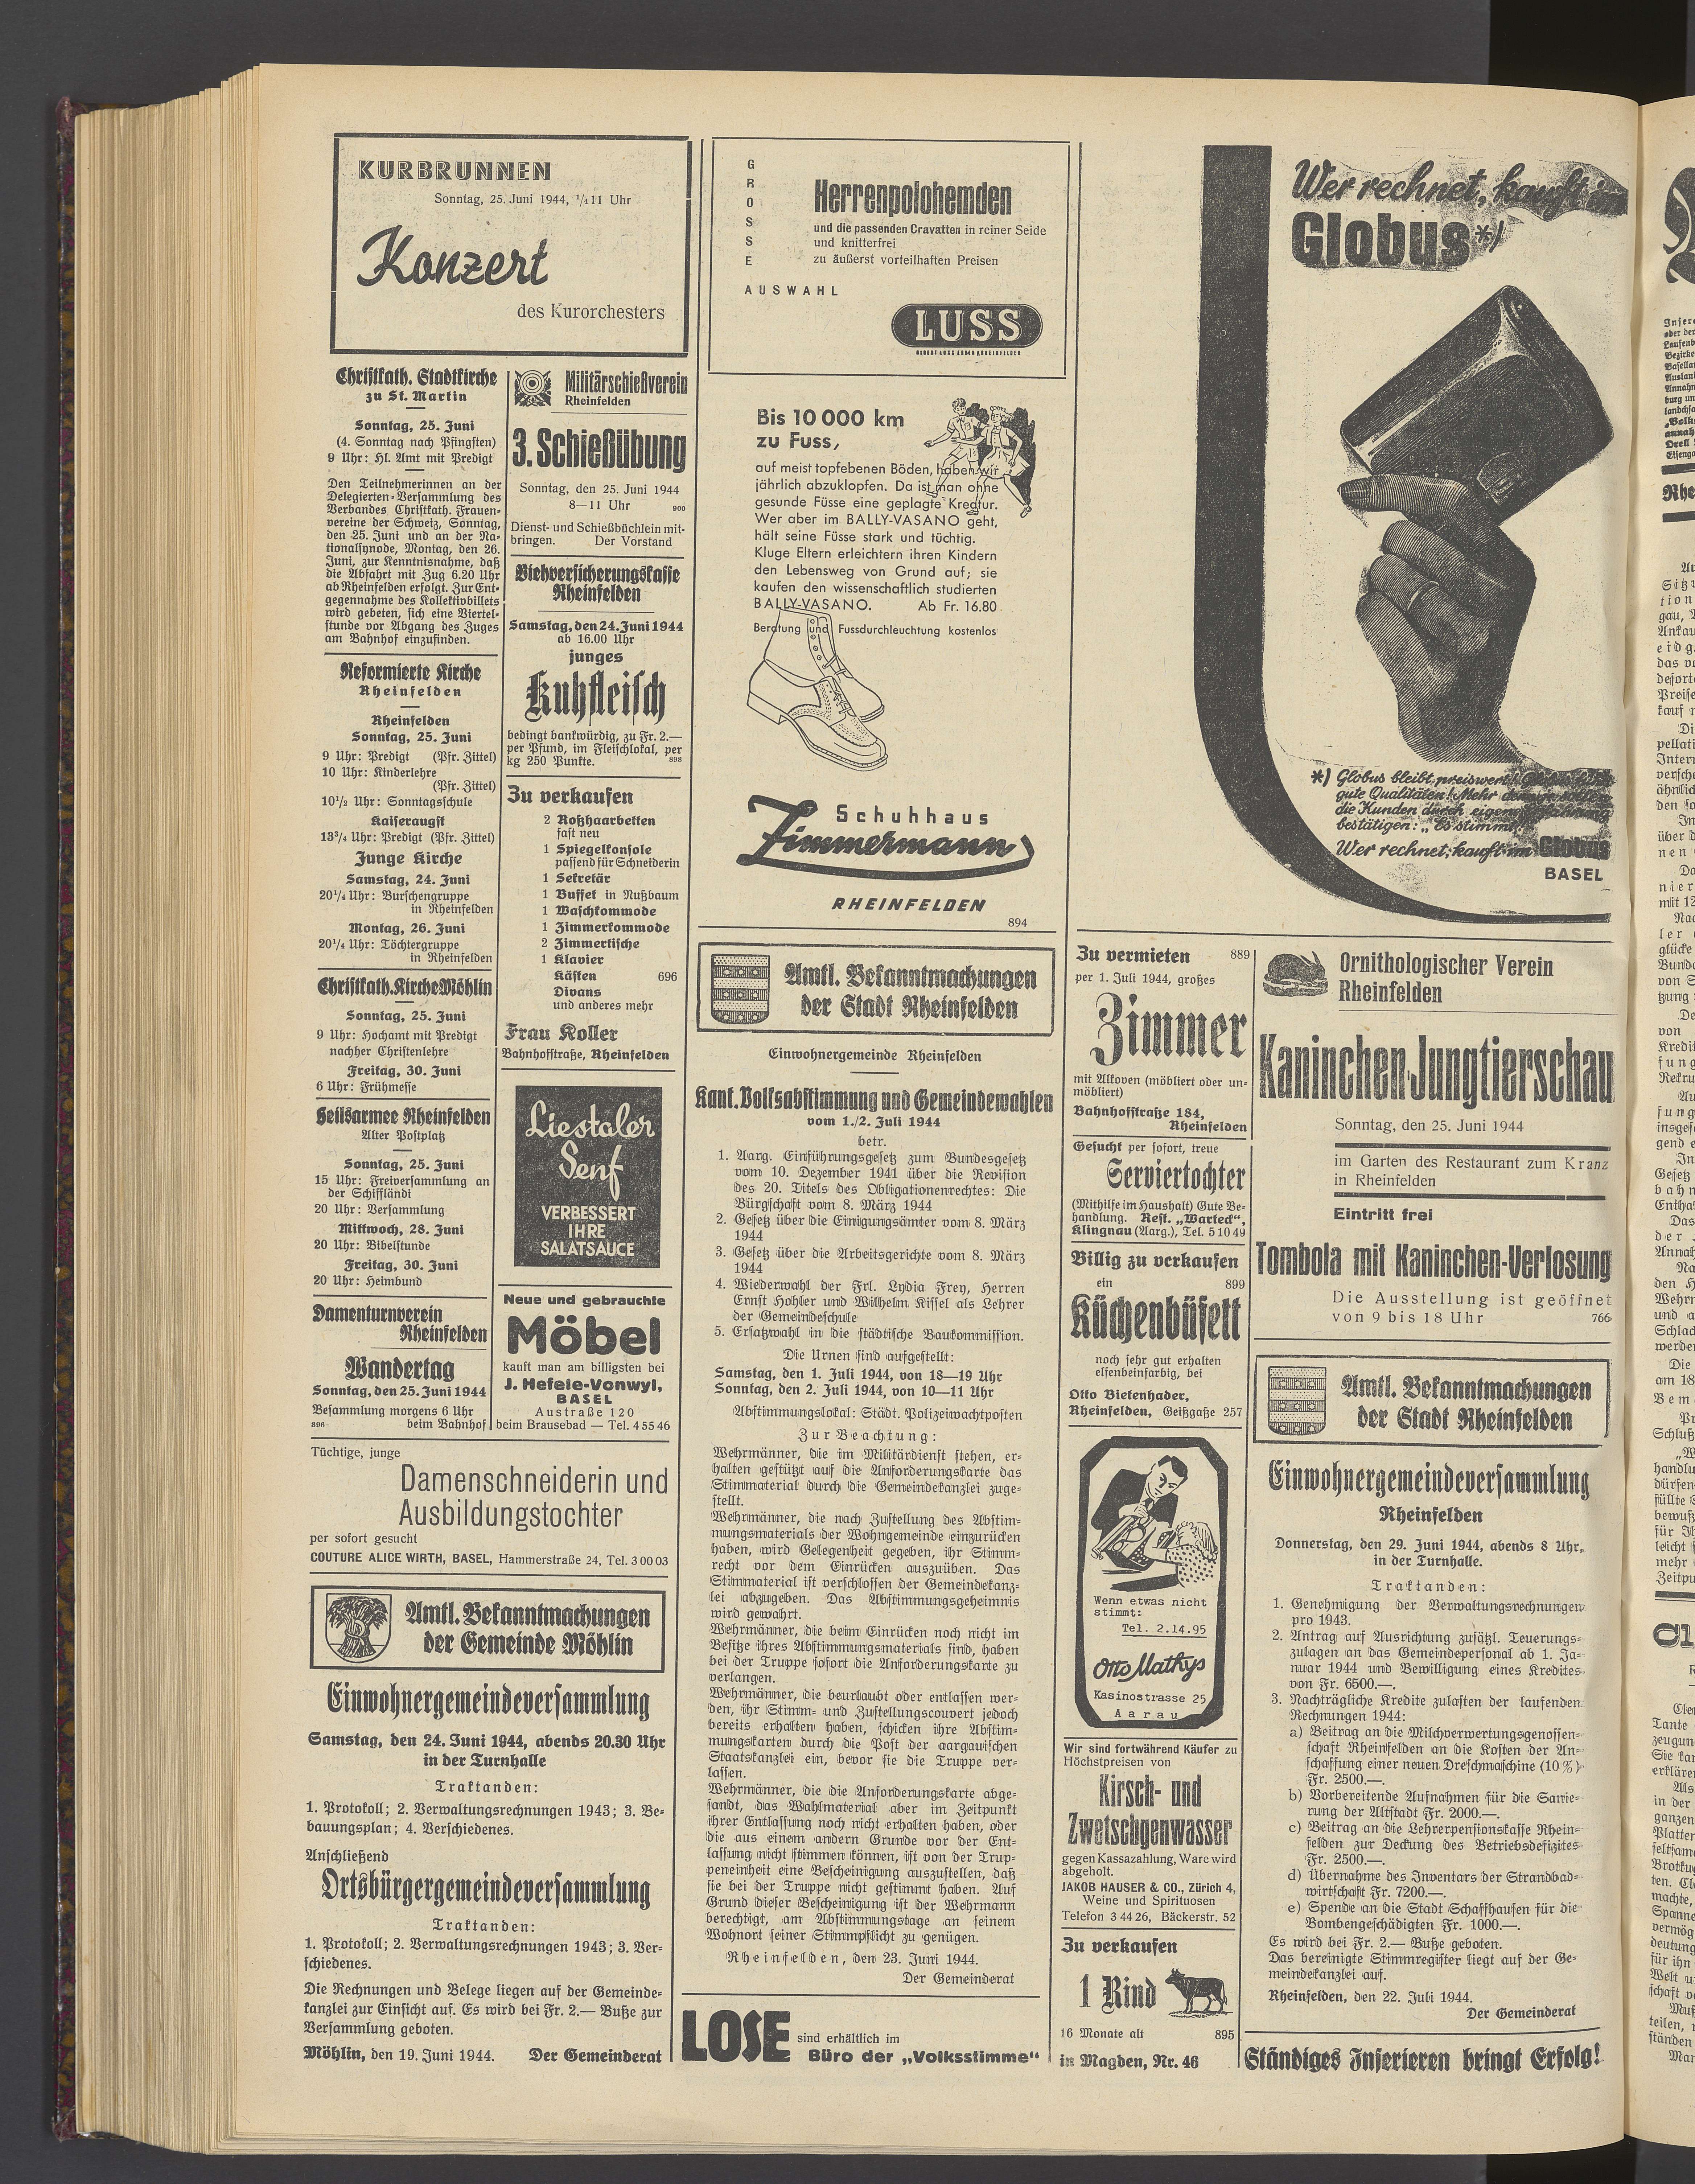 KURBRUNNEN
Sonntag, 25. Juni 1944, ¼11 Uhr
Konzert
des Kurorchesters
Christkath. Stadtkirche
zu St. Martin
Sonntag, 25. Juni
(4. Sonntag nach Pfingsten)
9 Uhr: Hl. Amt mit Predigt
Den Teilnehmerinnen an der
Delegierten-Versammlung des
Verbandes Christkath. Frauen-
vereine der Schweiz, Sonntag,
den 25. Juni und an der Na-
tionalsynode, Montag, den 26.
Juni, zur Kenntnisnahme, daß
die Abfahrt mit Zug 6.20 Uhr
ab Rheinfelden erfolgt. Zur Ent-
gegennahme des Kollektivbillets
wird gebeten, sich eine Viertel-
stunde vor Abgang des Zuges
am Bahnhof einzufinden.
Reformierte Kirche
Rheinfelden
Rheinfelden
Sonntag, 25. Juni
9 Uhr: Predigt (Pfr. Zittel)
10 Uhr: Kinderlehre
(Pfr. Zittel)
10½ Uhr: Sonntagsschule
Kaiseraugst
13¾ Uhr: Predigt (Pfr. Zittel)
Junge Kirche
Samstag, 24. Juni
20¼ Uhr: Burschengruppe
in Rheinfelden
Montag, 26. Juni
20¼ Uhr: Töchtergruppe
in Rheinfelden
Christkath. Kirche Möhlin
Sonntag, 25. Juni
9 Uhr: Hochamt mit Predigt
nachher Christenlehre
Freitag, 30. Juni
6 Uhr: Frühmesse
Heilsarmee Rheinfelden
Alter Postplatz
Sonntag, 25. Juni
15 Uhr: Freiversammlung an
der Schiffländi
20 Uhr: Versammlung
Mittwoch, 28. Juni
20 Uhr: Bibelstunde
Freitag, 30. Juni
20 Uhr: Heimbund
Damenturnverein
Rheinfelden
Wandertag
Sonntag, den 25. Juni 1944
Besammlung morgens 6 Uhr
896 beim Bahnhof
Militärschießverein
Rheinfelden
3. Schießübung
Sonntag, den 25. Juni 1944
8—11 Uhr 900
Dienst- und Schießbüchlein mit-
bringen. Der Vorstand
Viehversicherungskasse
Rheinfelden
Samstag, den 24. Juni 1944
ab 16.00 Uhr
junges
Kuhfleisch
bedingt bankwürdig, zu Fr. 2.—
per Pfund, im Fleischlokal, per
kg 250 Punkte. 898
Zu verkaufen
2 Roßhaarbetten
fast neu
1 Spiegelkonsole
passend für Schneiderin
1 Sekretär
1 Buffet in Nußbaum
1 Waschkommode
1 Zimmerkommode
2 Zimmertische
1 Klavier
Kästen 696
Divans
und anderes mehr
Frau Koller
Bahnhofstraße, Rheinfelden
Liestaler
Senf
VERBESSERT
IHRE
SALATSAUCE
Neue und gebrauchte
Möbel
kauft man am billigsten bei
J. Hefele-Vonwyl,
BASEL
Austraße 120
beim Brausebad — Tel. 4 55 46
Tüchtige, junge
Damenschneiderin und
Ausbildungstochter
per sofort gesucht
COUTURE ALICE WIRTH, BASEL, Hammerstraße 24, Tel. 3 00 03
Amtl. Bekanntmachungen
der Gemeinde Möhlin
Einwohnergemeindeversammlung
Samstag, den 24. Juni 1944, abends 20.30 Uhr
in der Turnhalle
Traktanden:
1. Protokoll; 2. Verwaltungsrechnungen 1943; 3. Be-
bauungsplan; 4. Verschiedenes.
Anschließend
Ortsbürgergemeindeversammlung
Traktanden:
1. Protokoll; 2. Verwaltungsrechnungen 1943; 3. Ver-
schiedenes.
Die Rechnungen und Belege liegen auf der Gemeinde-
kanzlei zur Einsicht auf. Es wird bei Fr. 2.— Buße zur
Versammlung geboten.
Möhlin, den 19. Juni 1944. Der Gemeinderat
GROSSE
AUSWAHL
Herrenpolohemden
und die passenden Cravatten in reiner Seide
und knitterfrei
zu äußerst vorteilhaften Preisen
LUSS
Bis 10 000 km
zu Fuss,
auf meist topfebenen Böden, haben wir
jährlich abzuklopfen. Da ist man ohne
gesunde Füsse eine geplagte Kreatur.
Wer aber im BALLY-VASANO geht,
hält seine Füsse stark und tüchtig.
Kluge Eltern erleichtern ihren Kindern
den Lebensweg von Grund auf; sie
kaufen den wissenschaftlich studierten
BALLY-VASANO. Ab Fr. 16.80
Beratung und Fussdurchleuchtung kostenlos
Schuhhaus
Zimmermann
RHEINFELDEN
894
Amtl. Bekanntmachungen
der Stadt Rheinfelden
Einwohnergemeinde Rheinfelden
Kant. Volksabstimmung und Gemeindewahlen
vom 1./2. Juli 1944
betr.
1. Aarg. Einführungsgesetz zum Bundesgesetz
vom 10. Dezember 1941 über die Revision
des 20. Titels des Obligationenrechtes: Die
Bürgschaft vom 8. März 1944
2. Gesetz über die Einigungsämter vom 8. März
1944
3. Gesetz über die Arbeitsgerichte vom 8. März
1944
4. Wiederwahl der Frl. Lydia Frey, Herren
Ernst Hohler und Wilhelm Kissel als Lehrer
der Gemeindeschule
5. Ersatzwahl in die städtische Baukommission.
Die Urnen sind aufgestellt:
Samstag, den 1. Juli 1944, von 18—19 Uhr
Sonntag, den 2. Juli 1944, von 10—11 Uhr
Abstimmungslokal: Städt. Polizeiwachtposten
Zur Beachtung:
Wehrmänner, die im Militärdienst stehen, er-
halten gestützt auf die Anforderungskarte das
Stimmaterial durch die Gemeindekanzlei zuge-
stellt.
Wehrmänner, die nach Zustellung des Abstim-
mungsmaterials der Wohngemeinde einzurücken
haben, wird Gelegenheit gegeben, ihr Stimm-
recht vor dem Einrücken auszuüben. Das
Stimmaterial ist verschlossen der Gemeindekanz-
lei abzugeben. Das Abstimmungsgeheimnis
wird gewahrt.
Wehrmänner, die beim Einrücken noch nicht im
Besitze ihres Abstimmungsmaterials sind, haben
bei der Truppe sofort die Anforderungskarte zu
verlangen.
Wehrmänner, die beurlaubt oder entlassen wer-
den, ihr Stimm- und Zustellungscouvert jedoch
bereits erhalten haben, schicken ihre Abstim-
mungskarten durch die Post der aargauischen
Staatskanzlei ein, bevor sie die Truppe ver-
lassen.
Wehrmänner, die die Anforderungskarte abge-
sandt, das Wahlmaterial aber im Zeitpunkt
ihrer Entlassung noch nicht erhalten haben, oder
die aus einem andern Grunde vor der Ent-
lassung nicht stimmen können, ist von der Trup-
peneinheit eine Bescheinigung auszustellen, daß
sie bei der Truppe nicht gestimmt haben. Auf
Grund dieser Bescheinigung ist der Wehrmann
berechtigt, am Abstimmungstage an seinem
Wohnort seiner Stimmpflicht zu genügen.
Rheinfelden, den 23. Juni 1944.
Der Gemeinderat
LOSE sind erhältlich im
Büro der „Volksstimme“
Wer rechnet, kauft im
Globus*)
*) Globus bleibt preiswert!
gute Qualitäten! Mehr denn je sollen
die Kunden durch eigene Erfahrung
bestätigen: „Es stimmt!“
Wer rechnet, kauft im Globus
BASEL
Zu vermieten 889
per 1. Juli 1944, großes
Zimmer
mit Alkoven (möbliert oder un-
möbliert)
Bahnhofstraße 184,
Rheinfelden
Gesucht per sofort, treue
Serviertochter
(Mithilfe im Haushalt) Gute Be-
handlung. Rest. „Warteck“,
Klingnau (Aarg.), Tel. 5 10 49
Billig zu verkaufen
ein 899
Küchenbüfett
noch sehr gut erhalten
elfenbeinfarbig, bei
Otto Bietenhader,
Rheinfelden, Geißgaße 257
Wenn etwas nicht
stimmt:
Tel. 2.14.95
Otto Mathys
Kasinostrasse 25
Aarau
Wir sind fortwährend Käufer zu
Höchstpreisen von
Kirsch- und
Zwetschgenwasser
gegen Kassazahlung, Ware wird
abgeholt.
JAKOB HAUSER & CO., Zürich 4,
Weine und Spirituosen
Telefon 3 44 26, Bäckerstr. 52
Zu verkaufen
1 Rind
16 Monate alt 895
in Magden, Nr. 46
Ornithologischer Verein
Rheinfelden
Kaninchen-Jungtierschau
Sonntag, den 25. Juni 1944
im Garten des Restaurant zum Kranz
in Rheinfelden
Eintritt frei
Tombola mit Kaninchen-Verlosung
Die Ausstellung ist geöffnet
von 9 bis 18 Uhr 766
Amtl. Bekanntmachungen
der Stadt Rheinfelden
Einwohnergemeindeversammlung
Rheinfelden
Donnerstag, den 29. Juni 1944, abends 8 Uhr,
in der Turnhalle.
Traktanden:
1. Genehmigung der Verwaltungsrechnungen
pro 1943.
2. Antrag auf Ausrichtung zusätzl. Teuerungs-
zulagen an das Gemeindepersonal ab 1. Ja-
nuar 1944 und Bewilligung eines Kredites
von Fr. 6500.—.
3. Nachträgliche Kredite zulasten der laufenden
Rechnungen 1944:
a) Beitrag an die Milchverwertungsgenossen-
schaft Rheinfelden an die Kosten der An-
schaffung einer neuen Dreschmaschine (10 %)
Fr. 2500.—.
b) Vorbereitende Aufnahmen für die Sanie-
rung der Altstadt Fr. 2000.—.
c) Beitrag an die Lehrerpensionskasse Rhein-
felden zur Deckung des Betriebsdefizites
Fr. 2500.—.
d) Übernahme des Inventars der Strandbad-
wirtschaft Fr. 7200.—.
e) Spende an die Stadt Schaffhausen für die
Bombengeschädigten Fr. 1000.—.
Es wird bei Fr. 2.— Buße geboten.
Das bereinigte Stimmregister liegt auf der Ge-
meindekanzlei auf.
Rheinfelden, den 22. Juli 1944.
Der Gemeinderat
Ständiges Inserieren bringt Erfolg!